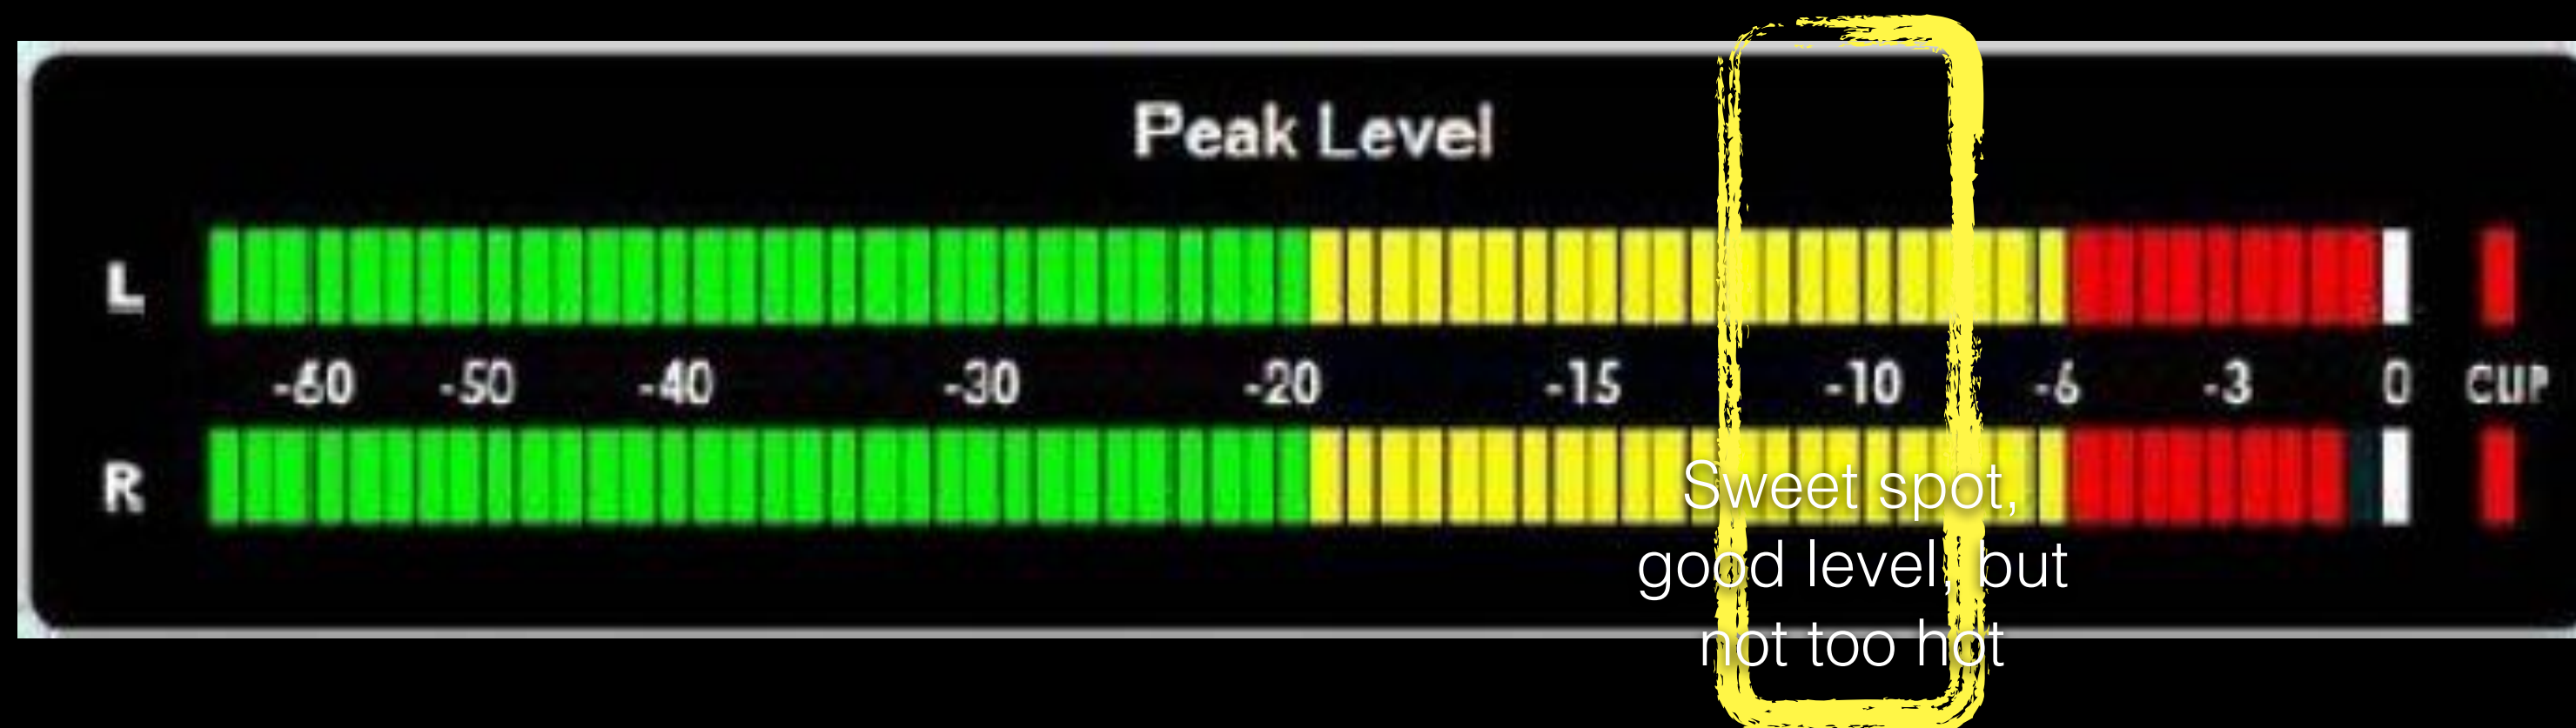 Peak Level
L
-60 -50 -40 -30 -20 -15 -10 -6 -3 0 CLIP
R
Sweet spot,
good level, but
not too hot